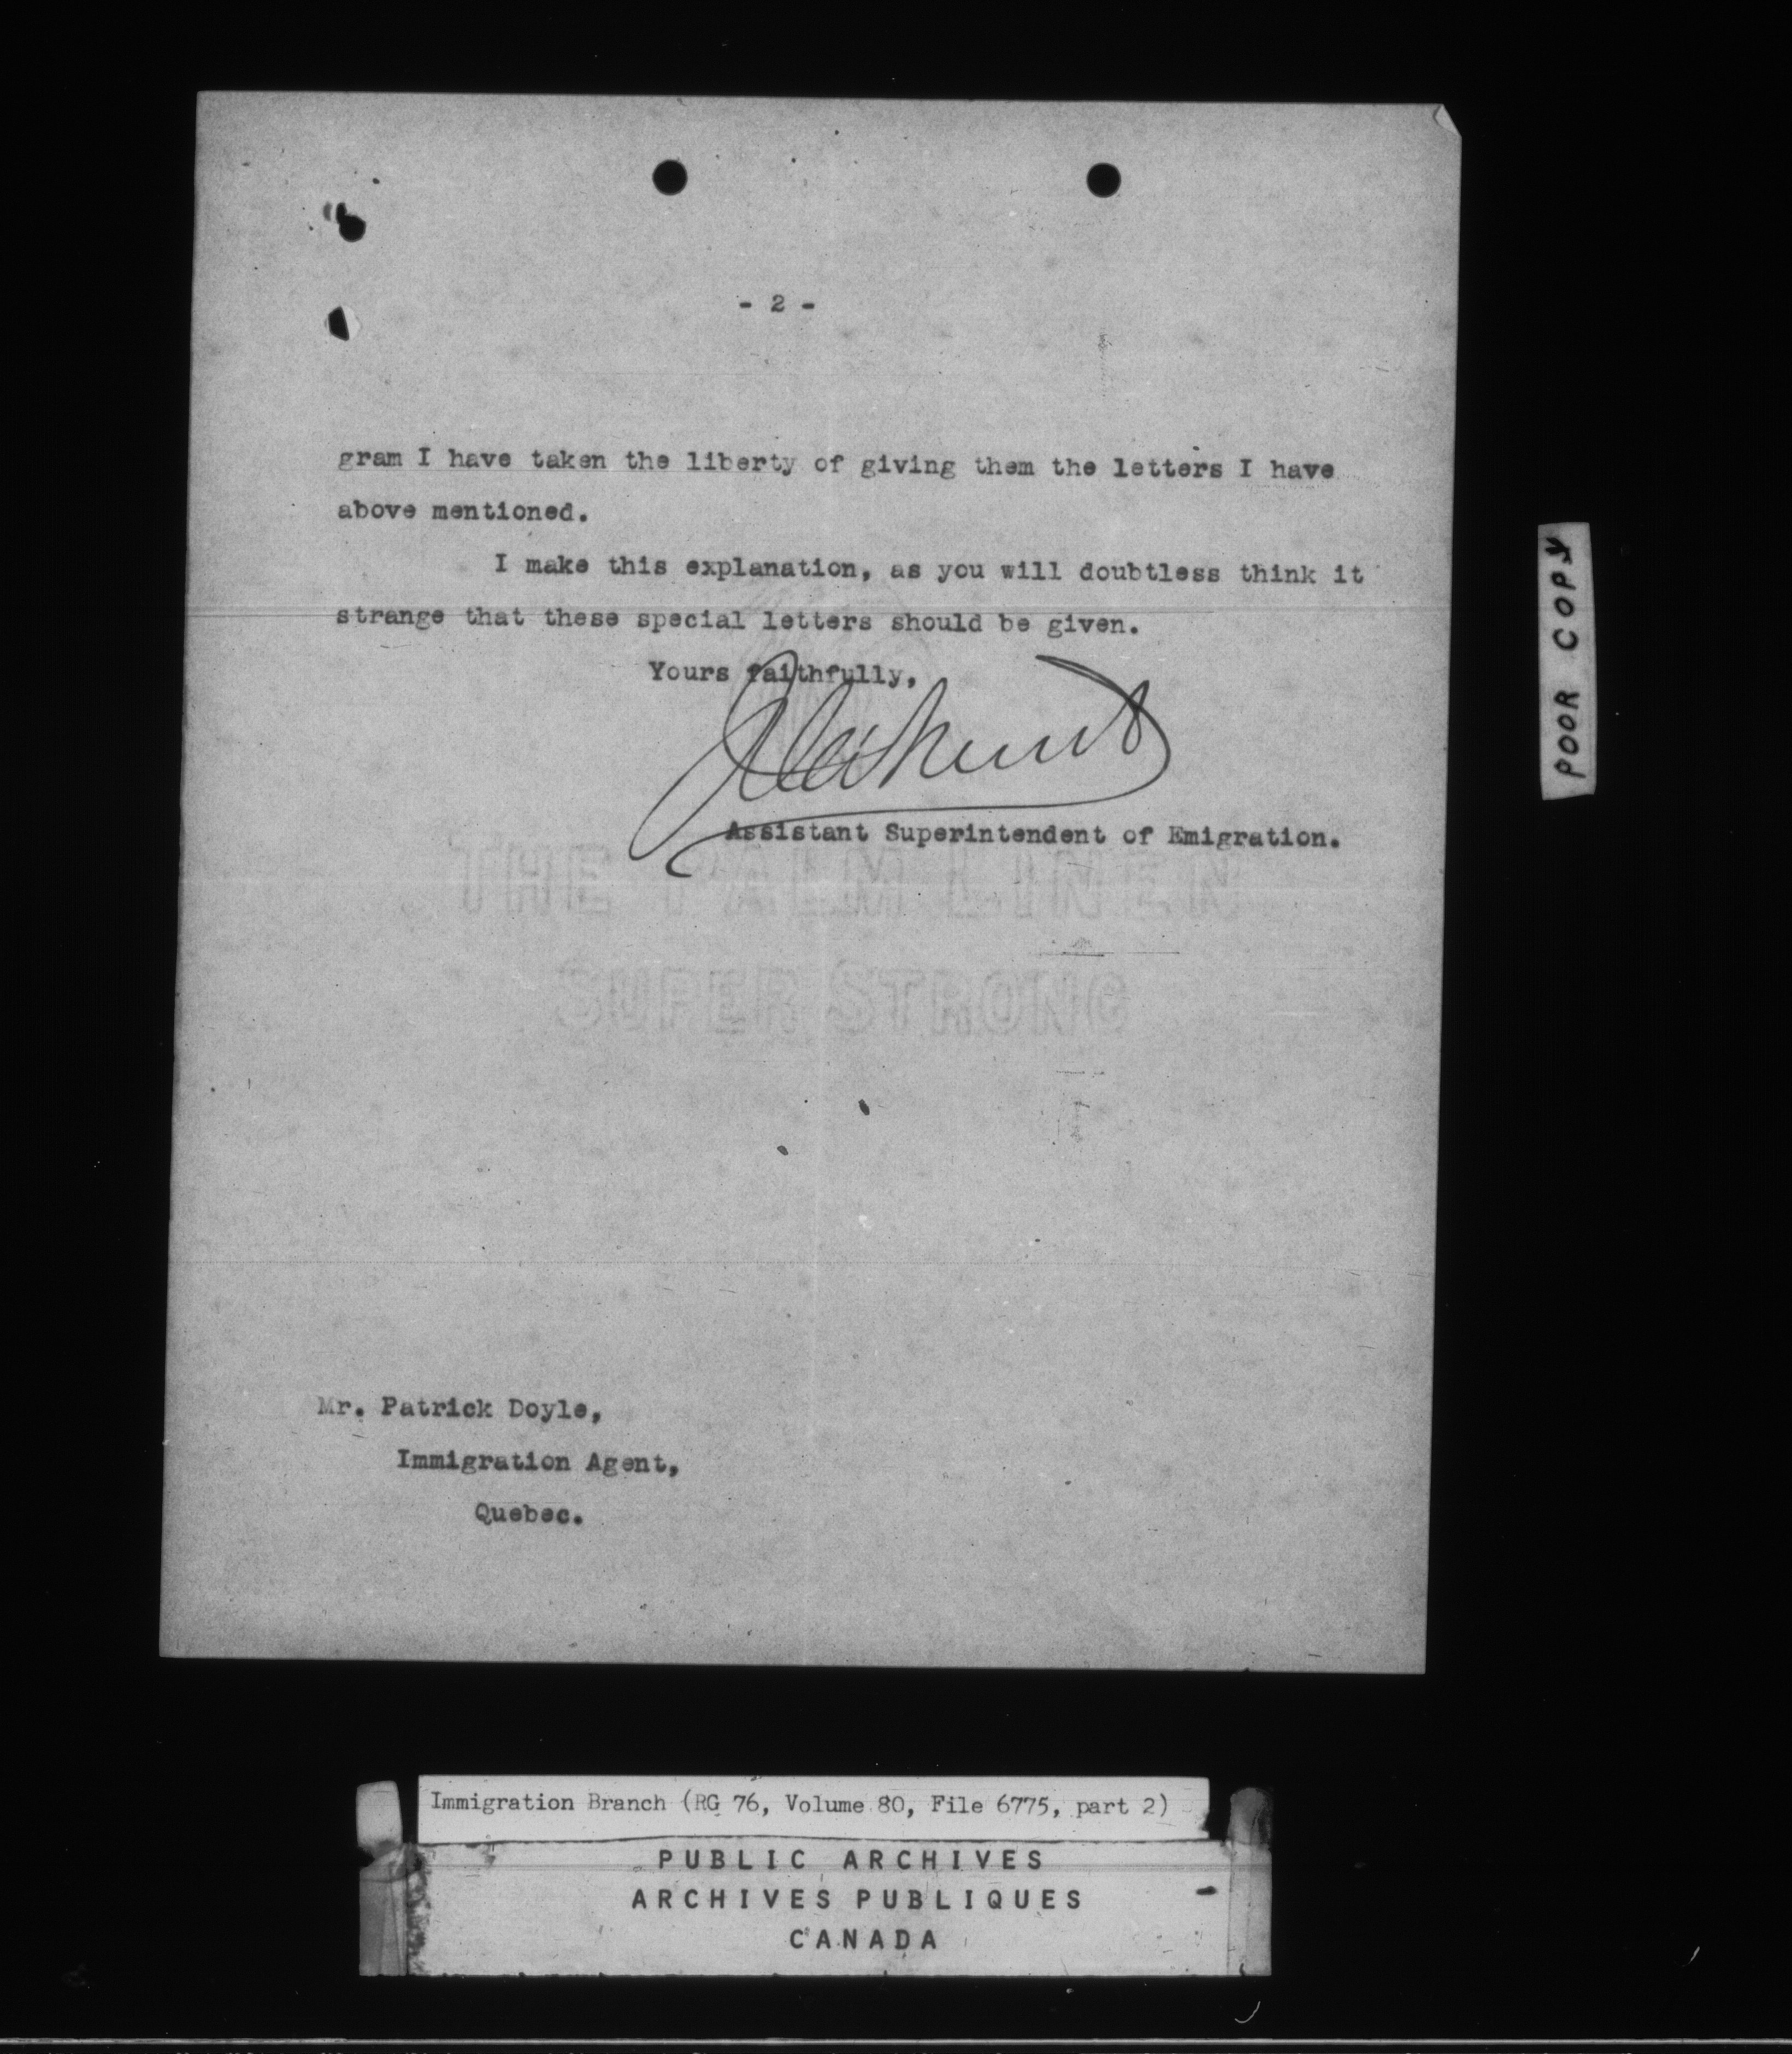 - 2 -
gram I have taken the liberty of giving them the letters I have
above mentioned.
I make this explanation, as you will doubtless think it
strange that these special letters should be given.
Yours faithfully,
Assistant Superintendent of Emigration.
THE PALM LINEN
SUPER STRONG
Mr. Patrick Doyle,
Immigration Agent,
Quebec.
POOR COPY
Immigration Branch (RG 76, Volume 80, File 6775, part 2)
PUBLIC ARCHIVES
ARCHIVES PUBLIQUES
CANADA